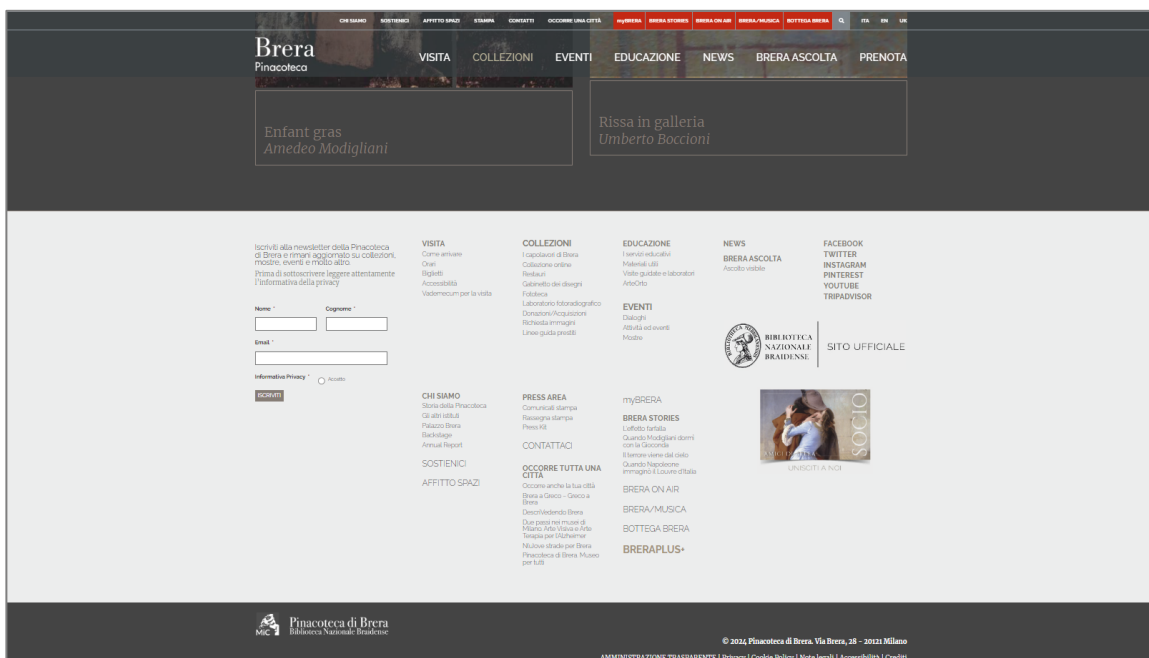 CHI SIAMO SOSTIENICI AFFITTO SPAZI STAMPA CONTATTI OCCORRE UNA CITTÀ myBRERA BRERA STORIES BRERA ON AIR BRERA/MUSICA BOTTEGA BRERA ITA EN UK
Brera
Pinacoteca
VISITA COLLEZIONI EVENTI EDUCAZIONE NEWS BRERA ASCOLTA PRENOTA
Enfant gras
Amedeo Modigliani
Rissa in galleria
Umberto Boccioni
Iscriviti alla newsletter della Pinacoteca
di Brera e rimani aggiornato su collezioni,
mostre, eventi e molto altro.
Prima di sottoscrivere leggere attentamente
l'informativa della privacy
Nome * Cognome *
Email *
Informativa Privacy * Accetto
ISCRIVITI
VISITA
Come arrivare
Orari
Biglietti
Accessibilità
Vademecum per la visita
COLLEZIONI
I capolavori di Brera
Collezione online
Restauri
Gabinetto dei disegni
Fototeca
Laboratorio fotoradiografico
Donazioni/Acquisizioni
Richiesta immagini
Linee guida prestiti
EDUCAZIONE
I servizi educativi
Materiali utili
Visite guidate e laboratori
ArteOrto
EVENTI
Dialoghi
Attività ed eventi
Mostre
NEWS
BRERA ASCOLTA
Ascolto visibile
FACEBOOK
TWITTER
INSTAGRAM
PINTEREST
YOUTUBE
TRIPADVISOR
BIBLIOTECA
NAZIONALE
BRAIDENSE
SITO UFFICIALE
CHI SIAMO
Storia della Pinacoteca
Gli altri istituti
Palazzo Brera
Backstage
Annual Report
SOSTIENICI
AFFITTO SPAZI
PRESS AREA
Comunicati stampa
Rassegna stampa
Press Kit
CONTATTACI
OCCORRE TUTTA UNA
CITTÀ
Occorre anche la tua città
Brera a Greco – Greco a
Brera
DescriVedendo Brera
Due passi nei musei di
Milano. Arte Visiva e Arte
Terapia per l'Alzheimer
NUove strade per Brera
Pinacoteca di Brera. Museo
per tutti
myBRERA
BRERA STORIES
L'effetto farfalla
Quando Modigliani dormì
con la Gioconda
Il terrore viene dal cielo
Quando Napoleone
immaginò il Louvre d'Italia
BRERA ON AIR
BRERA/MUSICA
BOTTEGA BRERA
BRERAPLUS+
SOCIO
UNISCITI A NOI
MiC
Pinacoteca di Brera
Biblioteca Nazionale Braidense
© 2024 Pinacoteca di Brera. Via Brera, 28 – 20121 Milano
AMMINISTRAZIONE TRASPARENTE | Privacy | Cookie Policy | Note legali | Accessibilità | Crediti